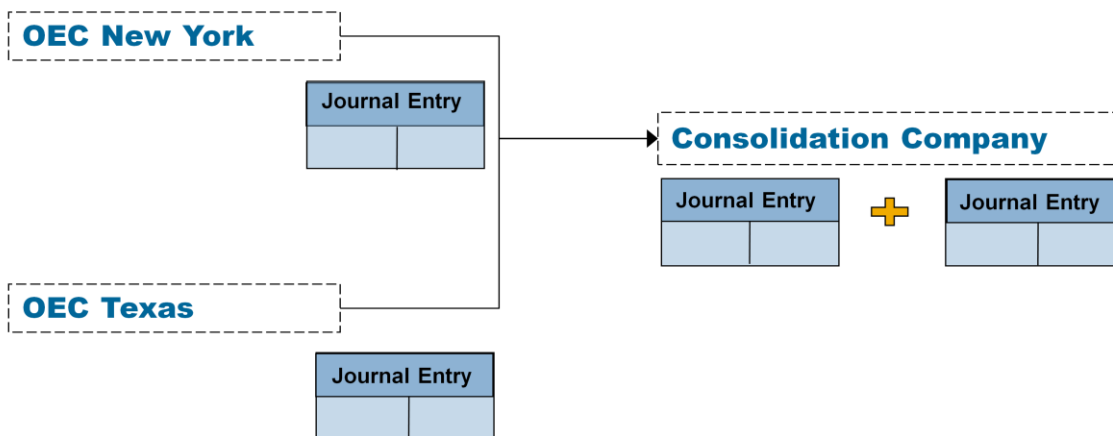 OEC New York
Journal Entry
Consolidation Company
Journal Entry
Journal Entry
OEC Texas
Journal Entry